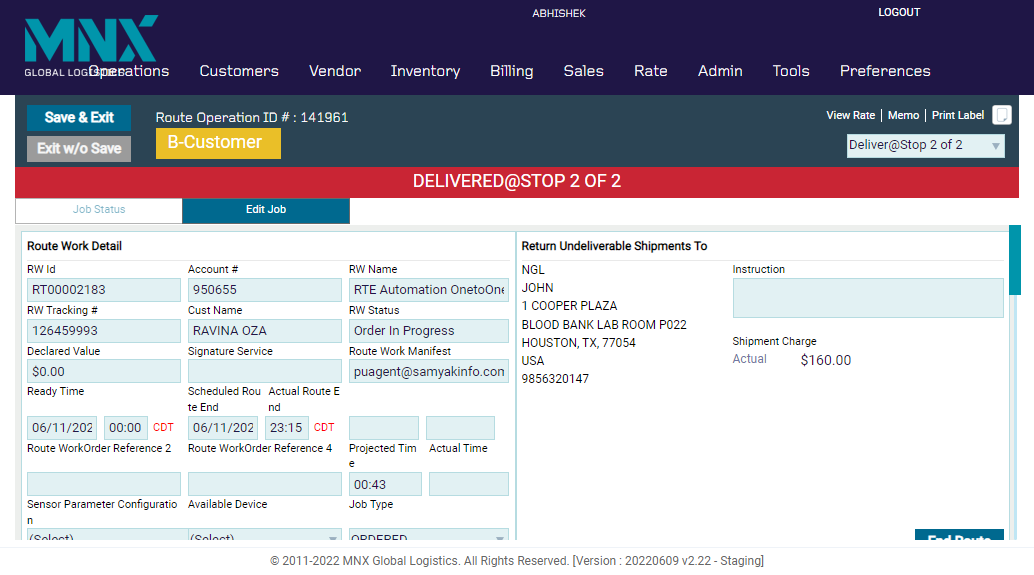 ABHISHEK
LOGOUT
MNX
GLOBAL LOGISTICS
Operations Customers Vendor Inventory Billing Sales Rate Admin Tools Preferences
Save & Exit
Route Operation ID # : 141961
View Rate | Memo | Print Label
Exit w/o Save
B-Customer
Deliver@Stop 2 of 2
DELIVERED@STOP 2 OF 2
Job Status
Edit Job
Route Work Detail
RW Id Account # RW Name
RT00002183 950655 RTE Automation OnetoOne
RW Tracking # Cust Name RW Status
126459993 RAVINA OZA Order In Progress
Declared Value Signature Service Route Work Manifest
$0.00 puagent@samyakinfo.con
Ready Time Scheduled Rou Actual Route E
te End nd
06/11/202 00:00 CDT 06/11/202 23:15 CDT
Route WorkOrder Reference 2 Route WorkOrder Reference 4 Projected Tim Actual Time
e
00:43
Sensor Parameter Configuratio Available Device Job Type
n
(Select) (Select) ORDERED
Return Undeliverable Shipments To
NGL
JOHN
1 COOPER PLAZA
BLOOD BANK LAB ROOM P022
HOUSTON, TX, 77054
USA
9856320147
Instruction
Shipment Charge
Actual $160.00
End Route
© 2011-2022 MNX Global Logistics. All Rights Reserved. [Version : 20220609 v2.22 - Staging]